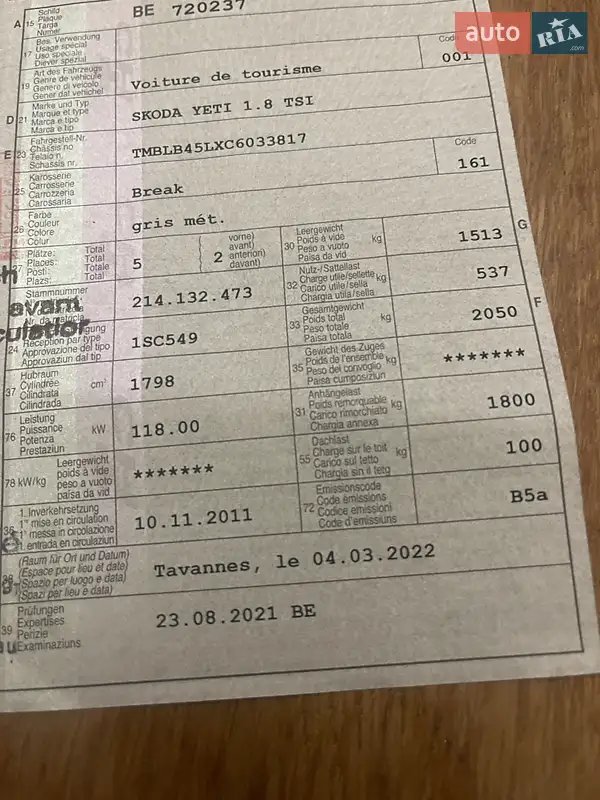 auto RIA .com
A 15 Schild
Plaque
Targa
Numer
BE 720237
17 Bes. Verwendung
Usage spécial
Uso speciale
Diever spezial
Code
001
19 Art des Fahrzeugs
Genre de véhicule
Genere di veicolo
Gener dal vehichel
Voiture de tourisme
D 21 Marke und Typ
Marque et type
Marca e tipo
Marca e tip
SKODA YETI 1.8 TSI
E 23 Fahrgestell-Nr.
Châssis no
Telaio n.
Schassis nr.
TMBLB45LXC6033817
25 Karosserie
Carrosserie
Carrozzeria
Carossaria
Break
Code
161
26 Farbe
Couleur
Colore
Colur
gris mét.
27 Plätze: Total
Places: Total
Posti: Totale
Plazs: Total
5
2
vorne)
avant)
anteriori)
davant)
30 Leergewicht
Poids à vide
Peso a vuoto
Paisa da vid
kg
1513
G
Stammnummer
214.132.473
32 Nutz-/Sattellast
Charge utile/sellette
Carico utile/sella
Chargia utila/sella
kg
537
avant
24
Réception par type
Approvazione del tipo
Approvaziun dal tip
1SC549
33 Gesamtgewicht
Poids total
Peso totale
Paisa totala
kg
2050
F
37 Hubraum
Cylindrée
Cilindrata
Cilindrada
cm³
1798
35 Gewicht des Zuges
Poids de l'ensemble
Peso del convoglio
Paisa cumposiziun
kg
*******
76 Leistung
Puissance
Potenza
Prestaziun
kW
118.00
31 Anhängelast
Poids remorquable
Carico rimorchiato
Chargia annexa
kg
1800
78 kW/kg Leergewicht
poids à vide
peso a vuoto
paisa da vid
*******
55 Dachlast
Charge sur le toit
Carico sul tetto
Chargia sin il tetg
kg
100
36 1. Inverkehrsetzung
1re mise en circulation
1a messa in circolazione
1. entrada en circulaziun
10.11.2011
72 Emissionscode
Code émissions
Codice emissioni
Code d'emissiuns
B5a
38 (Raum für Ort und Datum)
(Espace pour lieu et date)
(Spazio per luogo e data)
(Spazi per lieu e data)
Tavannes, le 04.03.2022
39 Prüfungen
Expertises
Perizie
Examinaziuns
23.08.2021 BE